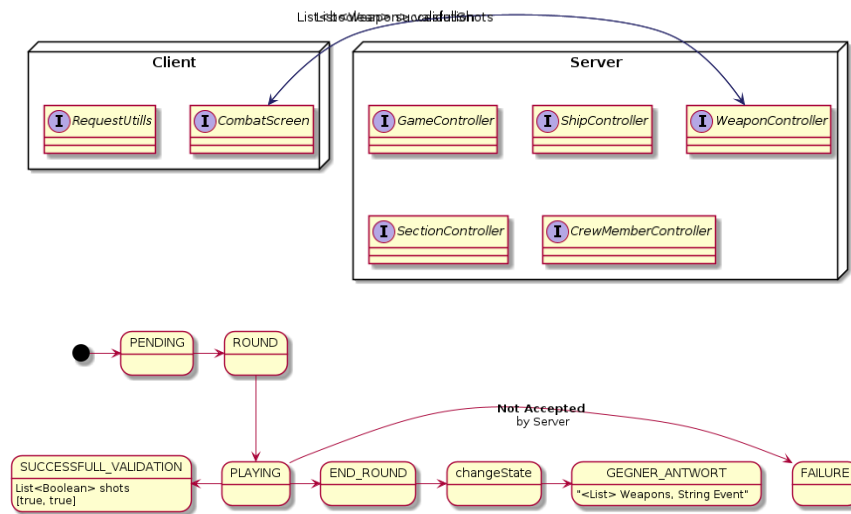 Client
Server
I RequestUtills
I CombatScreen
I GameController
I ShipController
I WeaponController
I SectionController
I CrewMemberController
PENDING
ROUND
Not Accepted
by Server
SUCCESSFULL_VALIDATION
List<Boolean> shots
[true, true]
PLAYING
END_ROUND
changeState
GEGNER_ANTWORT
"<List> Weapons, String Event"
FAILURE